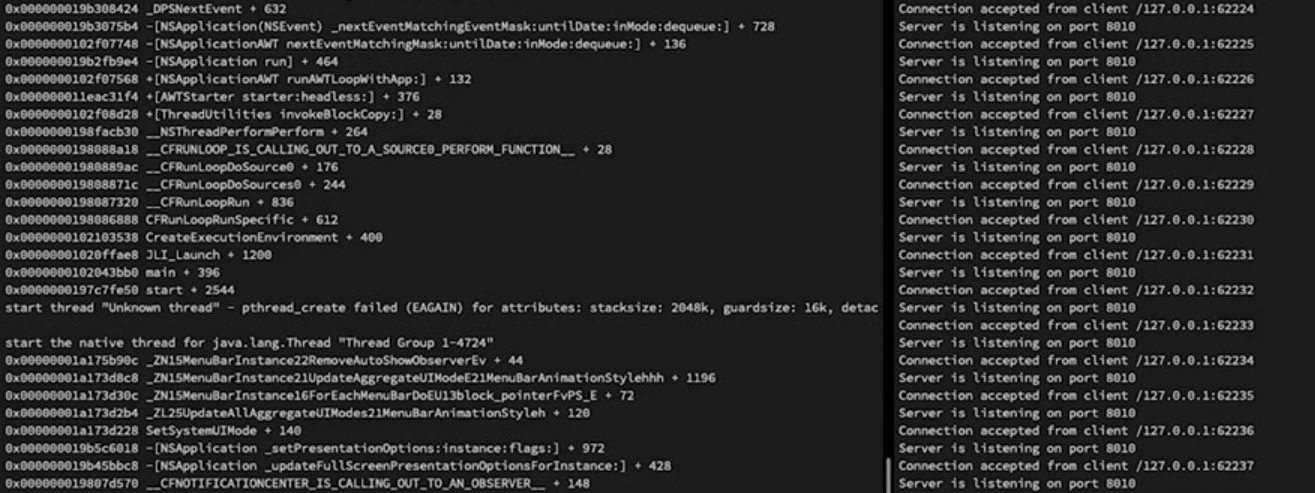 0x000000019b308424 _DPSNextEvent + 632
0x000000019b3075b4 -[NSApplication(NSEvent) _nextEventMatchingEventMask:untilDate:inMode:dequeue:] + 728
0x0000000102f07748 -[NSApplicationAWT nextEventMatchingMask:untilDate:inMode:dequeue:] + 136
0x000000019b2fb9e4 -[NSApplication run] + 464
0x0000000102f07568 +[NSApplicationAWT runAWTLoopWithApp:] + 132
0x000000011eac31f4 +[AWTStarter starter:headless:] + 376
0x0000000102f08d28 +[ThreadUtilities invokeBlockCopy:] + 28
0x0000000198facb30 __NSThreadPerformPerform + 264
0x0000000198088a18 __CFRUNLOOP_IS_CALLING_OUT_TO_A_SOURCE0_PERFORM_FUNCTION__ + 28
0x00000001980889ac __CFRunLoopDoSource0 + 176
0x000000019808871c __CFRunLoopDoSources0 + 244
0x0000000198087320 __CFRunLoopRun + 836
0x0000000198086888 CFRunLoopRunSpecific + 612
0x0000000102103538 CreateExecutionEnvironment + 400
0x00000001020ffae8 JLI_Launch + 1200
0x0000000102043bb0 main + 396
0x0000000197c7fe50 start + 2544
start thread "Unknown thread" - pthread_create failed (EAGAIN) for attributes: stacksize: 2048k, guardsize: 16k, detac
start the native thread for java.lang.Thread "Thread Group 1-4724"
0x00000001a175b90c _ZN15MenuBarInstance22RemoveAutoShowObserverEv + 44
0x00000001a173d8c8 _ZN15MenuBarInstance21UpdateAggregateUIModeE21MenuBarAnimationStylehhh + 1196
0x00000001a173d30c _ZN15MenuBarInstance16ForEachMenuBarDoEU13block_pointerFvPS_E + 72
0x00000001a173d2b4 _ZL25UpdateAllAggregateUIModes21MenuBarAnimationStyleh + 120
0x00000001a173d228 SetSystemUIMode + 140
0x000000019b5c6018 -[NSApplication _setPresentationOptions:instance:flags:] + 972
0x000000019b45bbc8 -[NSApplication _updateFullScreenPresentationOptionsForInstance:] + 428
0x000000019807d570 __CFNOTIFICATIONCENTER_IS_CALLING_OUT_TO_AN_OBSERVER__ + 148
Connection accepted from client /127.0.0.1:62224
Server is listening on port 8010
Connection accepted from client /127.0.0.1:62225
Server is listening on port 8010
Connection accepted from client /127.0.0.1:62226
Server is listening on port 8010
Connection accepted from client /127.0.0.1:62227
Server is listening on port 8010
Connection accepted from client /127.0.0.1:62228
Server is listening on port 8010
Connection accepted from client /127.0.0.1:62229
Server is listening on port 8010
Connection accepted from client /127.0.0.1:62230
Server is listening on port 8010
Connection accepted from client /127.0.0.1:62231
Server is listening on port 8010
Connection accepted from client /127.0.0.1:62232
Server is listening on port 8010
Connection accepted from client /127.0.0.1:62233
Server is listening on port 8010
Connection accepted from client /127.0.0.1:62234
Server is listening on port 8010
Connection accepted from client /127.0.0.1:62235
Server is listening on port 8010
Connection accepted from client /127.0.0.1:62236
Server is listening on port 8010
Connection accepted from client /127.0.0.1:62237
Server is listening on port 8010